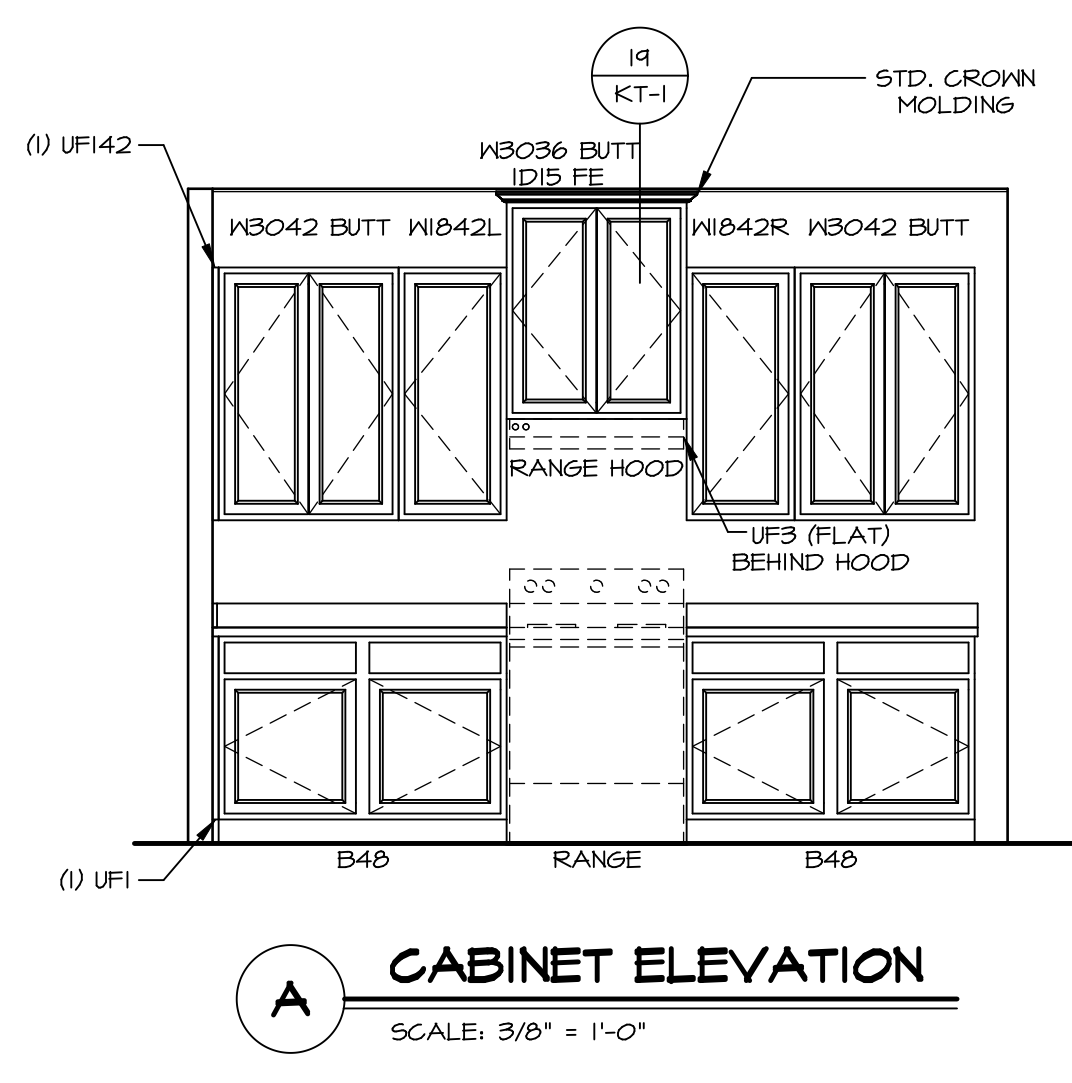 19
KT-1
STD. CROWN
MOLDING
(1) UF142
W3036 BUTT
1D15 FE
W3042 BUTT
W1842L
W1842R
W3042 BUTT
RANGE HOOD
UF3 (FLAT)
BEHIND HOOD
B48
RANGE
B48
(1) UF1
A
CABINET ELEVATION
SCALE: 3/8" = 1'-0"